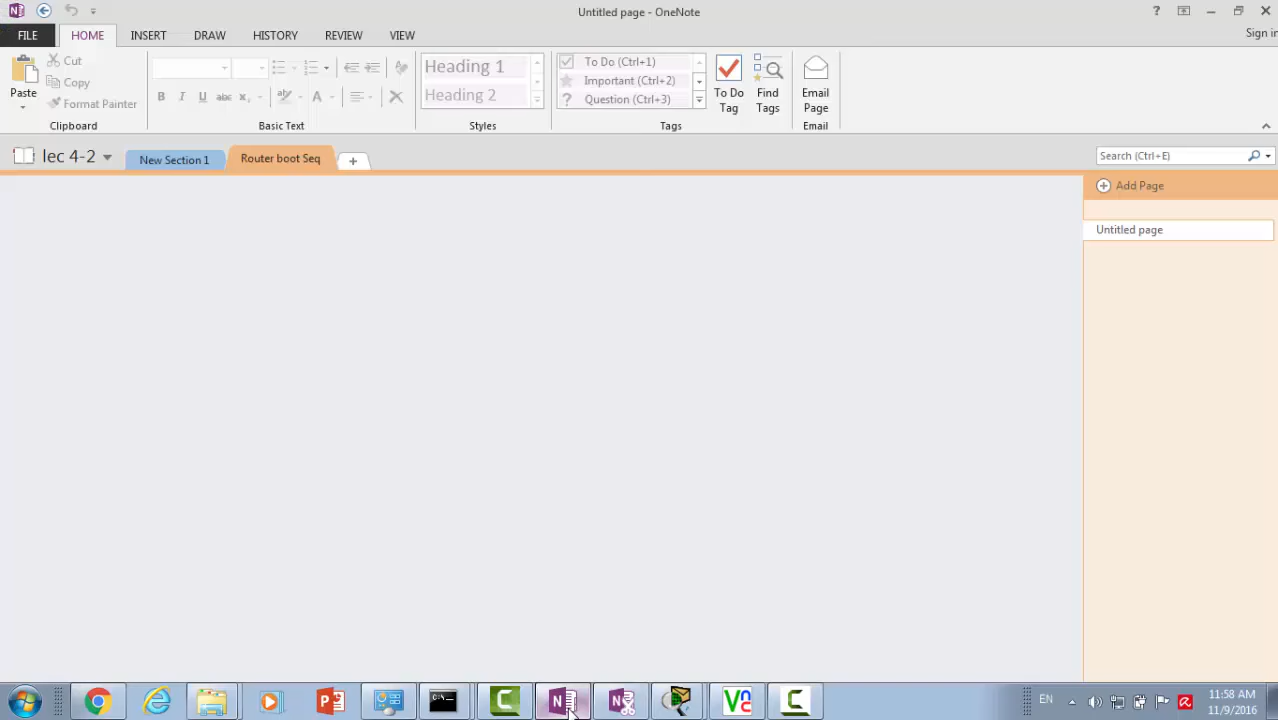 Untitled page - OneNote
?
Sign in
FILE HOME INSERT DRAW HISTORY REVIEW VIEW
Paste
Cut
Copy
Format Painter
Clipboard
B I U abc x₂ A
Basic Text
Heading 1
Heading 2
Styles
To Do (Ctrl+1)
Important (Ctrl+2)
? Question (Ctrl+3)
To Do Tag
Find Tags
Tags
Email Page
Email
lec 4-2
New Section 1
Router boot Seq
Search (Ctrl+E)
Add Page
Untitled page
EN
11:58 AM
11/9/2016